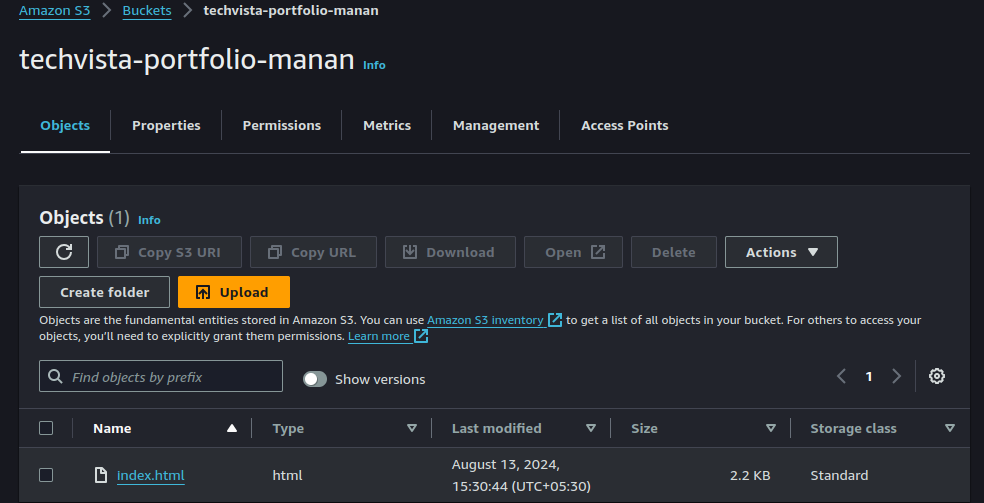 Amazon S3 > Buckets > techvista-portfolio-manan
techvista-portfolio-manan Info
Objects Properties Permissions Metrics Management Access Points
Objects (1) Info
Copy S3 URI Copy URL Download Open Delete Actions
Create folder Upload
Objects are the fundamental entities stored in Amazon S3. You can use Amazon S3 inventory to get a list of all objects in your bucket. For others to access your
objects, you'll need to explicitly grant them permissions. Learn more
Find objects by prefix Show versions 1
Name Type Last modified Size Storage class
index.html html August 13, 2024, 2.2 KB Standard
15:30:44 (UTC+05:30)